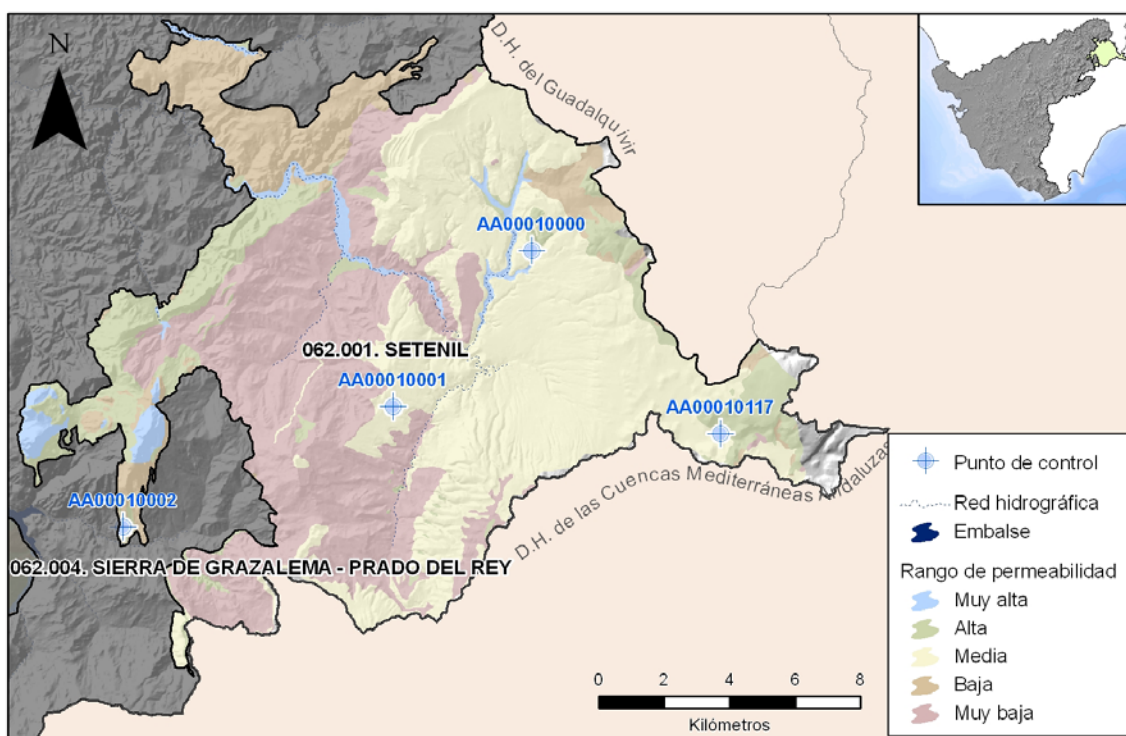 N
D.H. del Guadalquivir
AA00010000
062.001. SETENIL
AA00010001
AA00010117
D.H. de las Cuencas Mediterráneas Andaluzas
AA00010002
062.004. SIERRA DE GRAZALEMA - PRADO DEL REY
0 2 4 6 8
Kilómetros
Punto de control
Red hidrográfica
Embalse
Rango de permeabilidad
Muy alta
Alta
Media
Baja
Muy baja